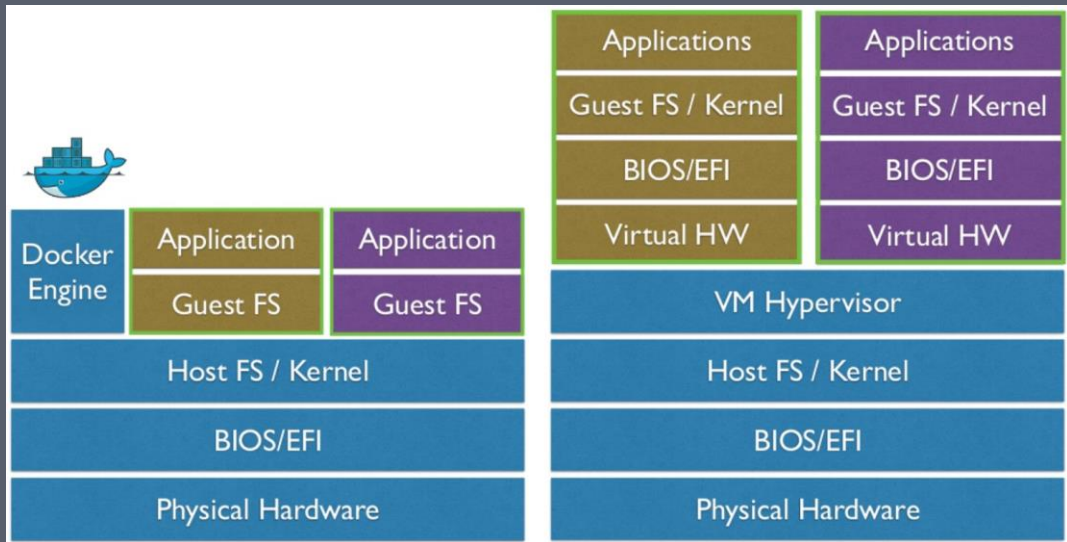 Docker
Engine
Application
Guest FS
Application
Guest FS
Host FS / Kernel
BIOS/EFI
Physical Hardware
Applications
Guest FS / Kernel
BIOS/EFI
Virtual HW
Applications
Guest FS / Kernel
BIOS/EFI
Virtual HW
VM Hypervisor
Host FS / Kernel
BIOS/EFI
Physical Hardware